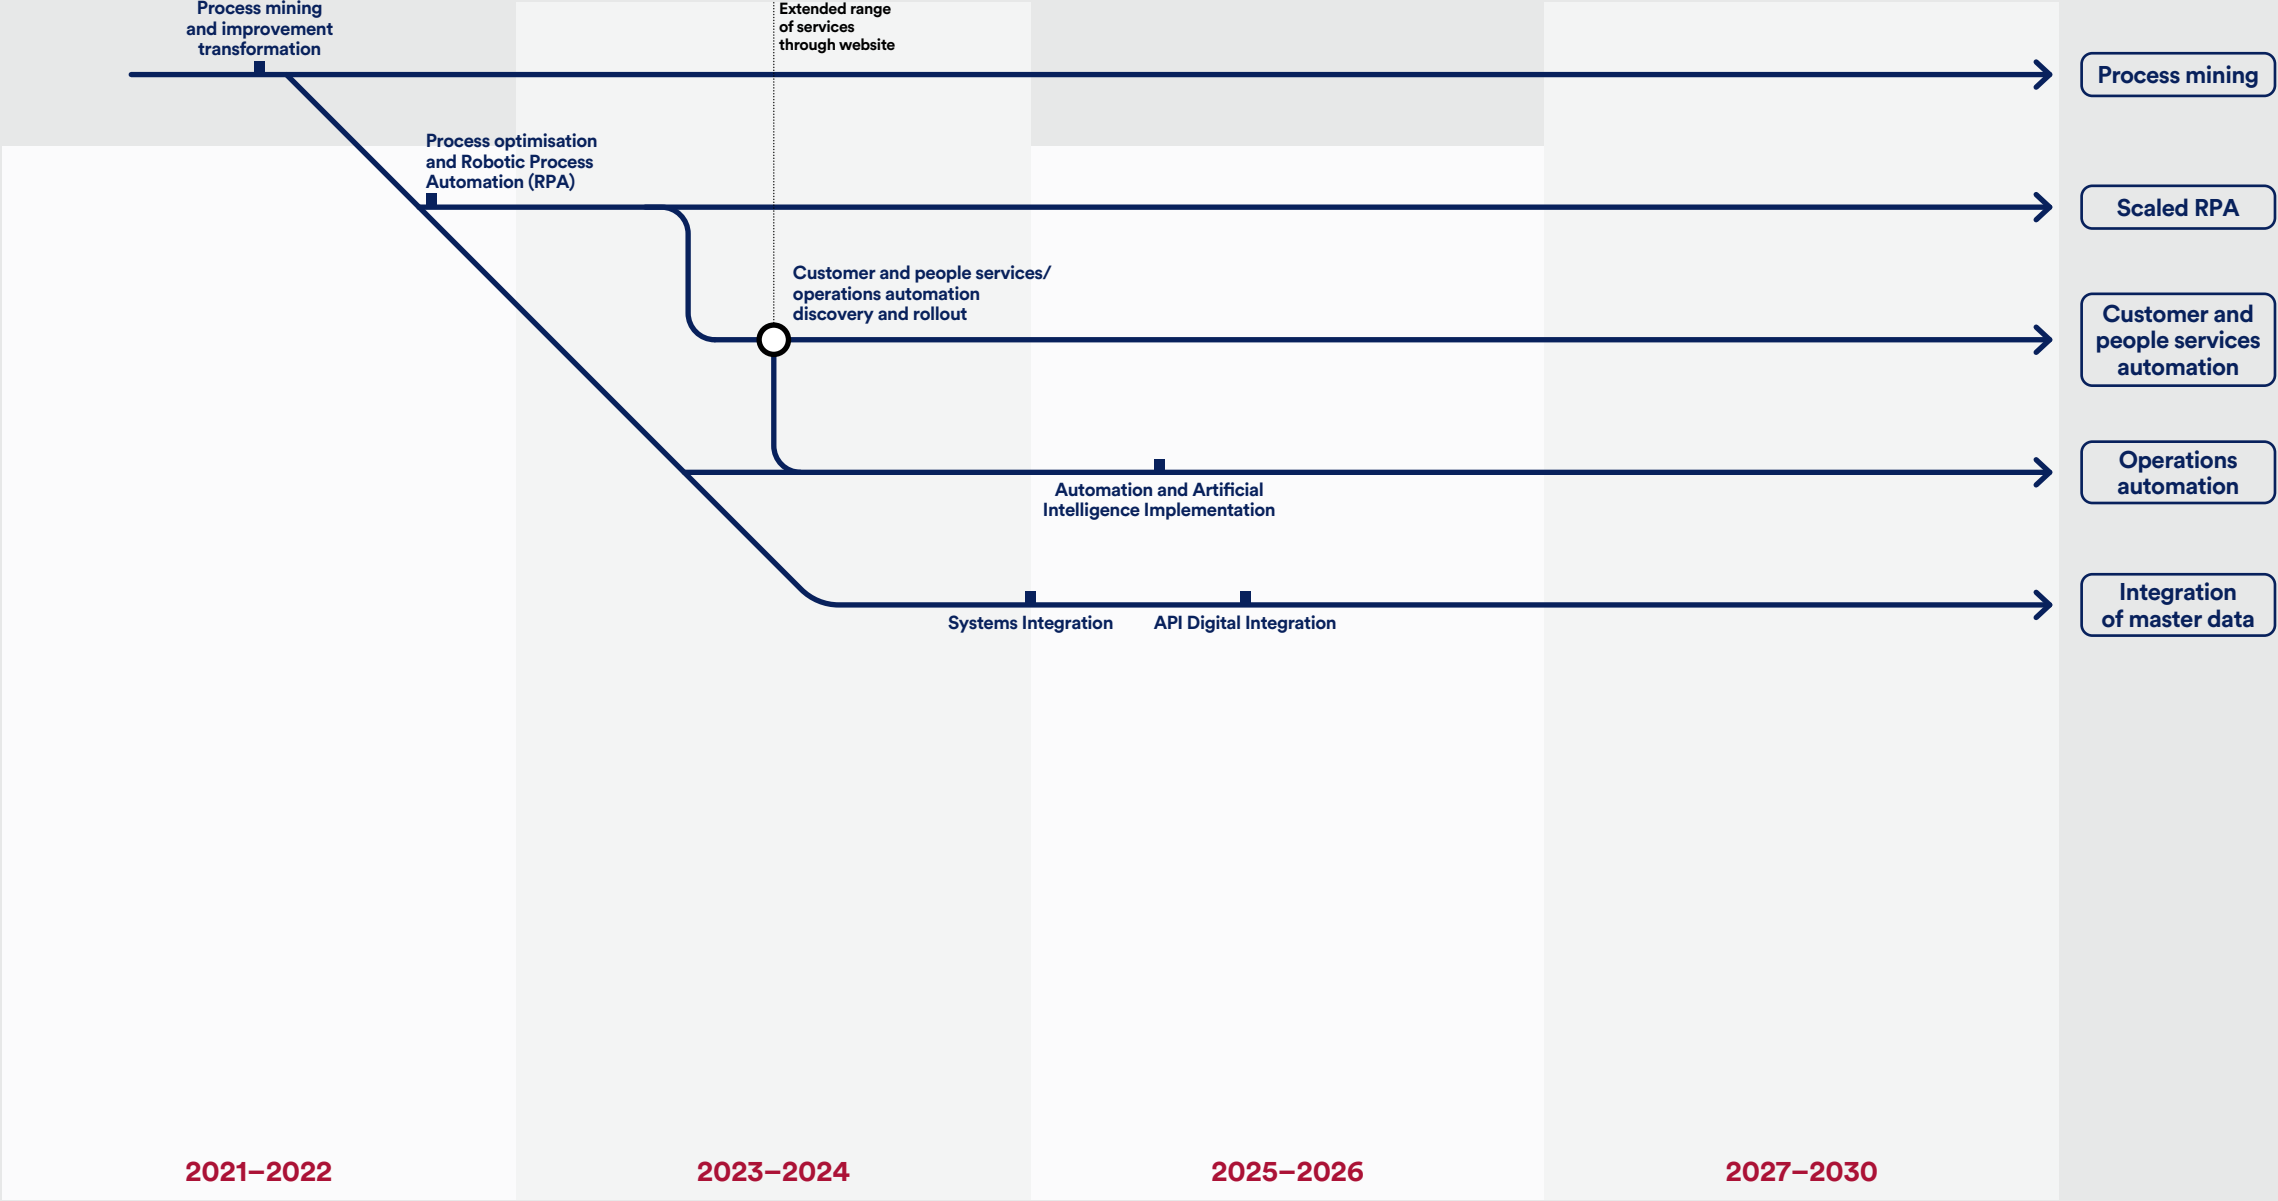 Process mining
and improvement
transformation
Extended range
of services
through website
Process mining
Process optimisation
and Robotic Process
Automation (RPA)
Scaled RPA
Customer and people services/
operations automation
discovery and rollout
Customer and
people services
automation
Operations
automation
Automation and Artificial
Intelligence Implementation
Integration
of master data
Systems Integration
API Digital Integration
2021–2022
2023–2024
2025–2026
2027–2030